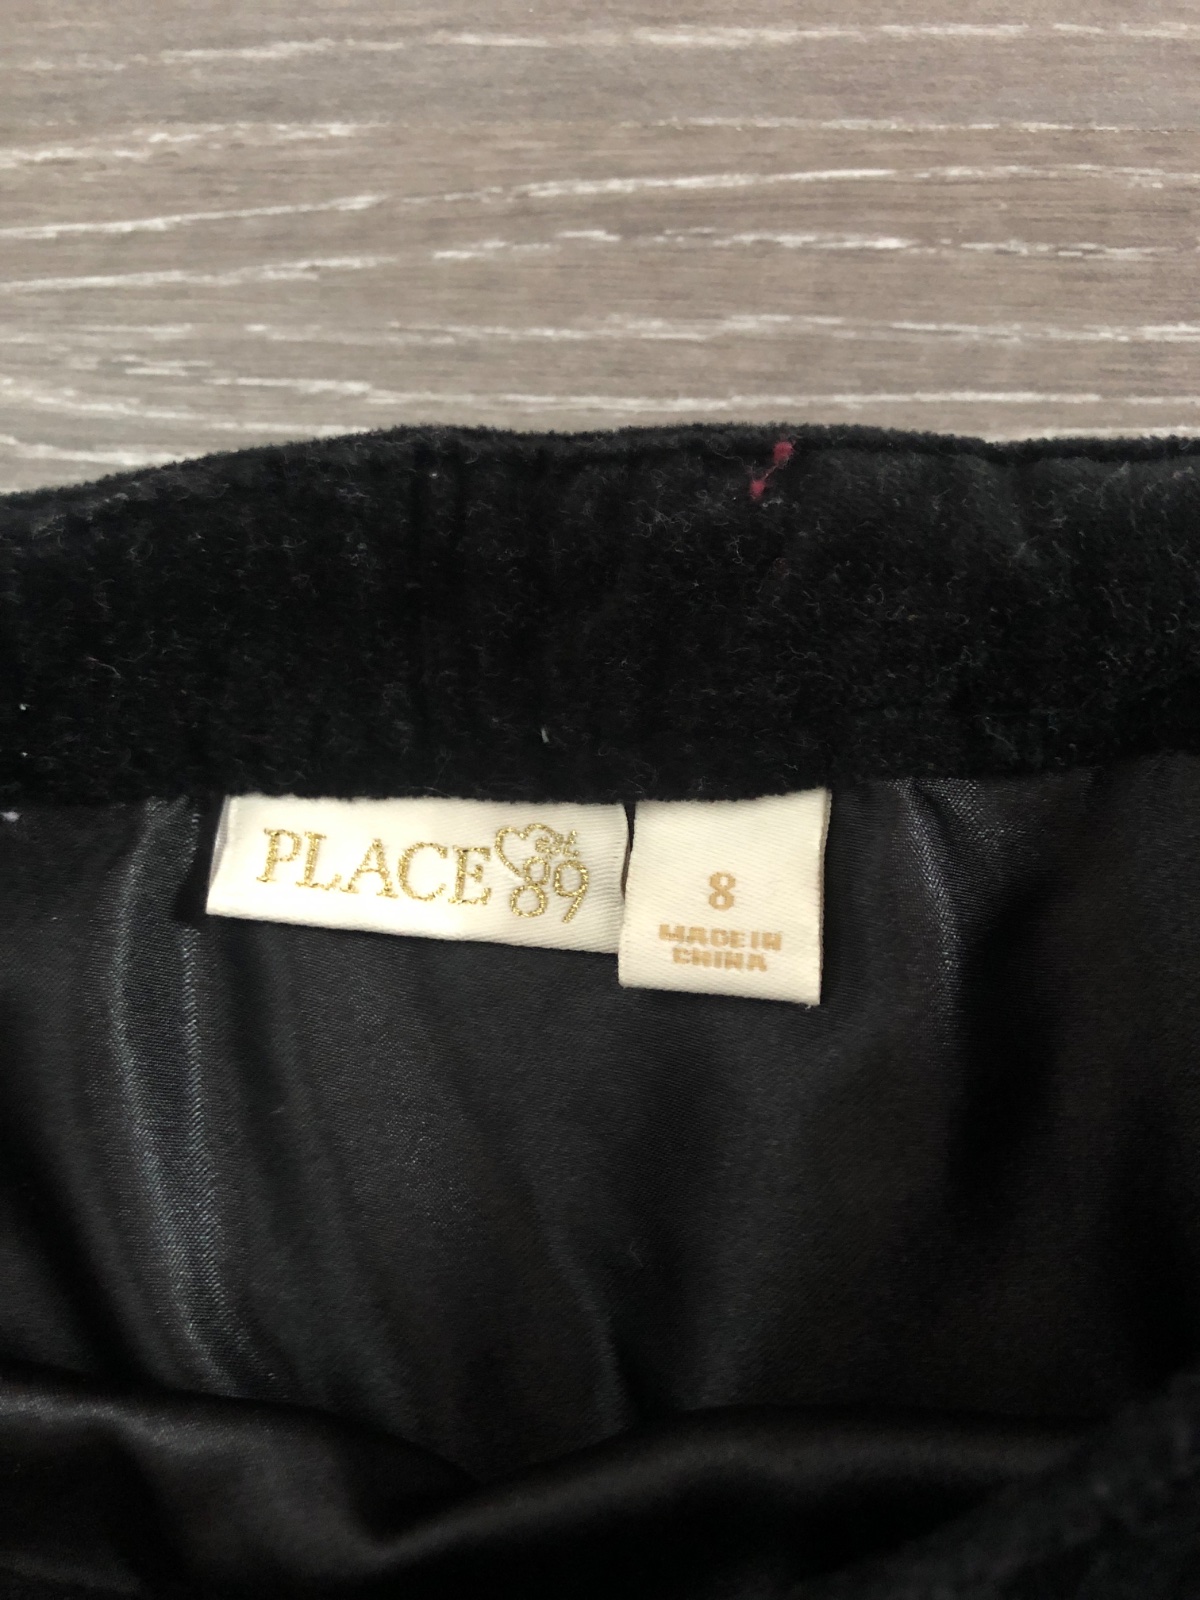 PLACE est. 89
8
MADE IN
CHINA